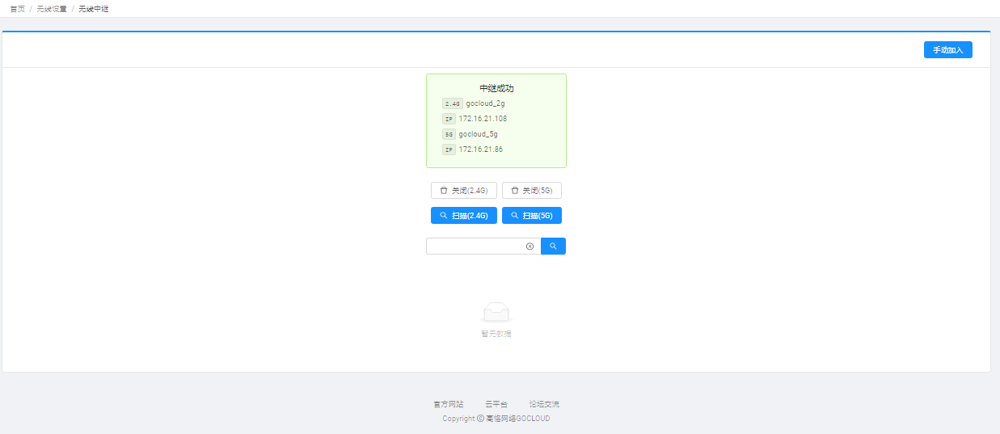 首页 / 无线设置 / 无线中继
手动加入
中继成功
2.4G gocloud_2g
IP 172.16.21.108
5G gocloud_5g
IP 172.16.21.86
关闭(2.4G) 关闭(5G)
扫描(2.4G) 扫描(5G)
暂无数据
官方网站 云平台 论坛交流
Copyright © 高恪网络GOCLOUD